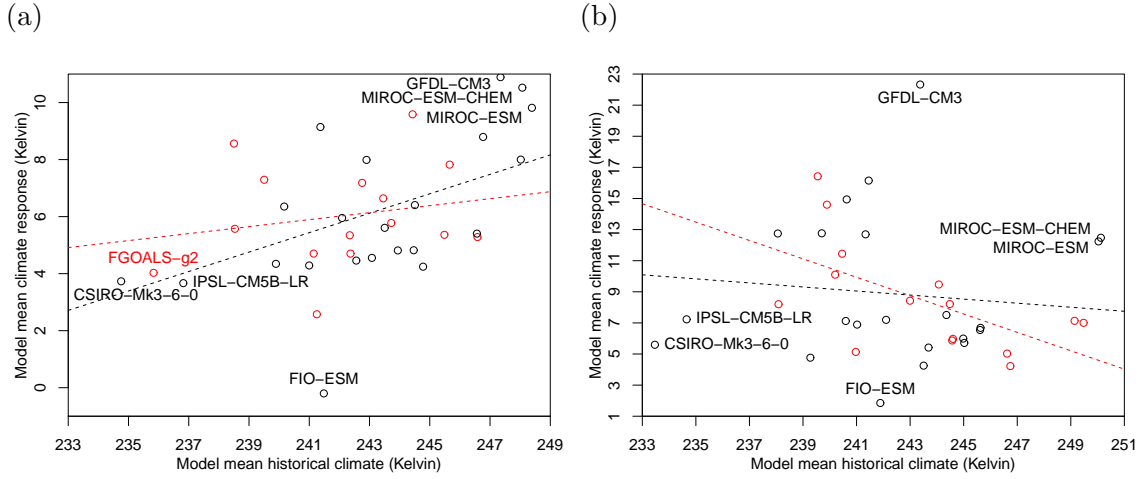 (a)
(b)
Model mean climate response (Kelvin)
10
8
6
4
2
0
GFDL−CM3
MIROC−ESM−CHEM
MIROC−ESM
FGOALS−g2
IPSL−CM5B−LR
CSIRO−Mk3−6−0
FIO−ESM
233 235 237 239 241 243 245 247 249
Model mean historical climate (Kelvin)
Model mean climate response (Kelvin)
23
21
19
17
15
13
11
9
7
5
3
1
GFDL−CM3
MIROC−ESM−CHEM
MIROC−ESM
IPSL−CM5B−LR
CSIRO−Mk3−6−0
FIO−ESM
233 235 237 239 241 243 245 247 249 251
Model mean historical climate (Kelvin)